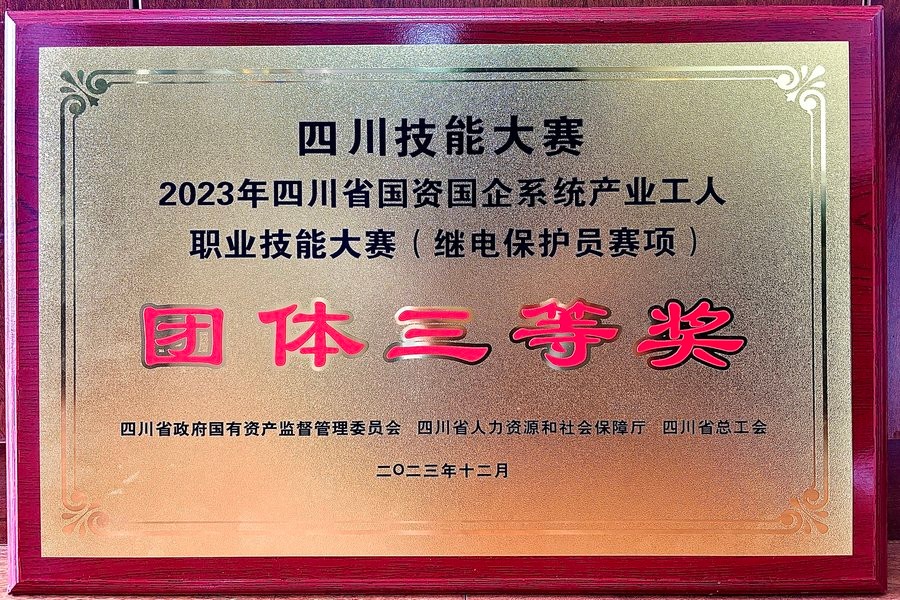 四川技能大赛
2023年四川省国资国企系统产业工人
职业技能大赛（继电保护员赛项）
团体三等奖
四川省政府国有资产监督管理委员会 四川省人力资源和社会保障厅 四川省总工会
二〇二三年十二月